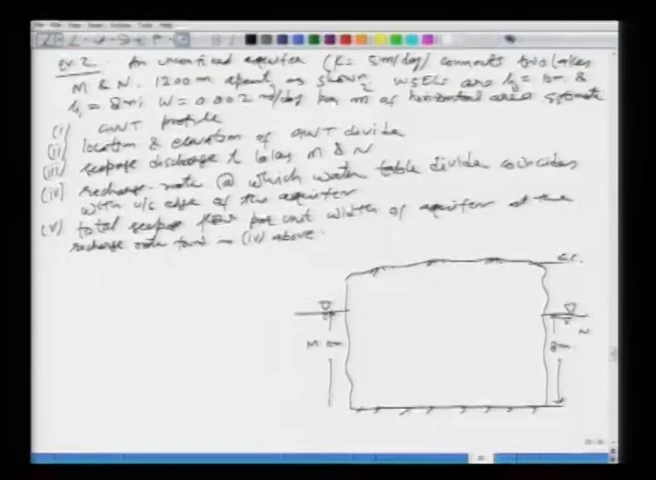 Ex. 2. An unconfined aquifer (K = 5 m/day) connects two lakes
M & N, 1200 m apart as shown. WSELs are h0 = 10m &
h1 = 8m; W = 0.002 m3/day per m2 of horizontal area. Estimate
(i) GWT profile
(ii) location & elevation of GWT divide
(iii) seepage discharge to lakes M & N
(iv) recharge rate @ which water table divide coincides
with u/s edge of the aquifer
(v) total seepage flow per unit width of aquifer at the
recharge rate found in (iv) above.
G.S.
N
M 10m
8m